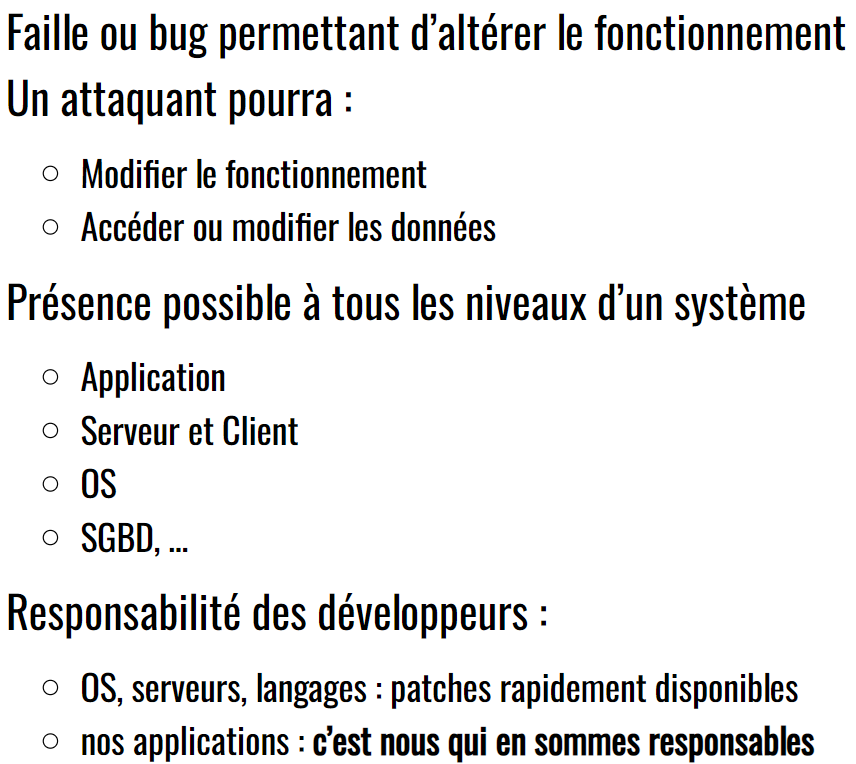 Faille ou bug permettant d’altérer le fonctionnement
Un attaquant pourra :
○ Modifier le fonctionnement
○ Accéder ou modifier les données
Présence possible à tous les niveaux d’un système
○ Application
○ Serveur et Client
○ OS
○ SGBD, ...
Responsabilité des développeurs :
○ OS, serveurs, langages : patches rapidement disponibles
○ nos applications : c’est nous qui en sommes responsables